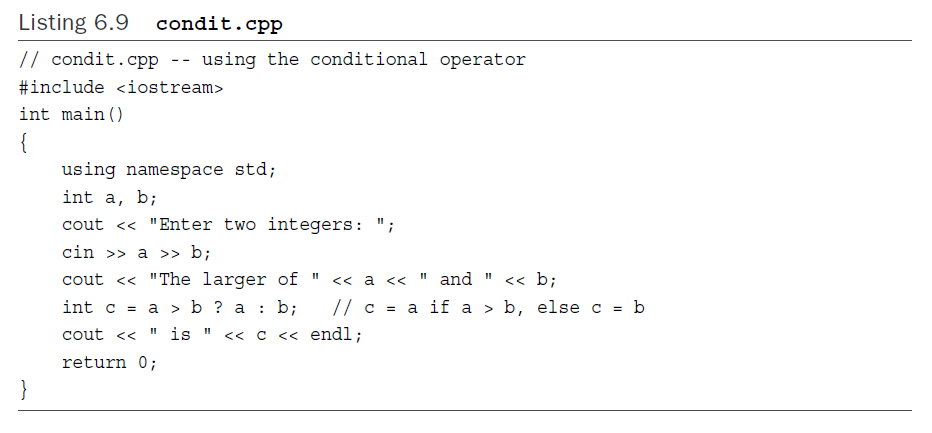 Listing 6.9 condit.cpp
// condit.cpp -- using the conditional operator
#include <iostream>
int main()
{
    using namespace std;
    int a, b;
    cout << "Enter two integers: ";
    cin >> a >> b;
    cout << "The larger of " << a << " and " << b;
    int c = a > b ? a : b;   // c = a if a > b, else c = b
    cout << " is " << c << endl;
    return 0;
}